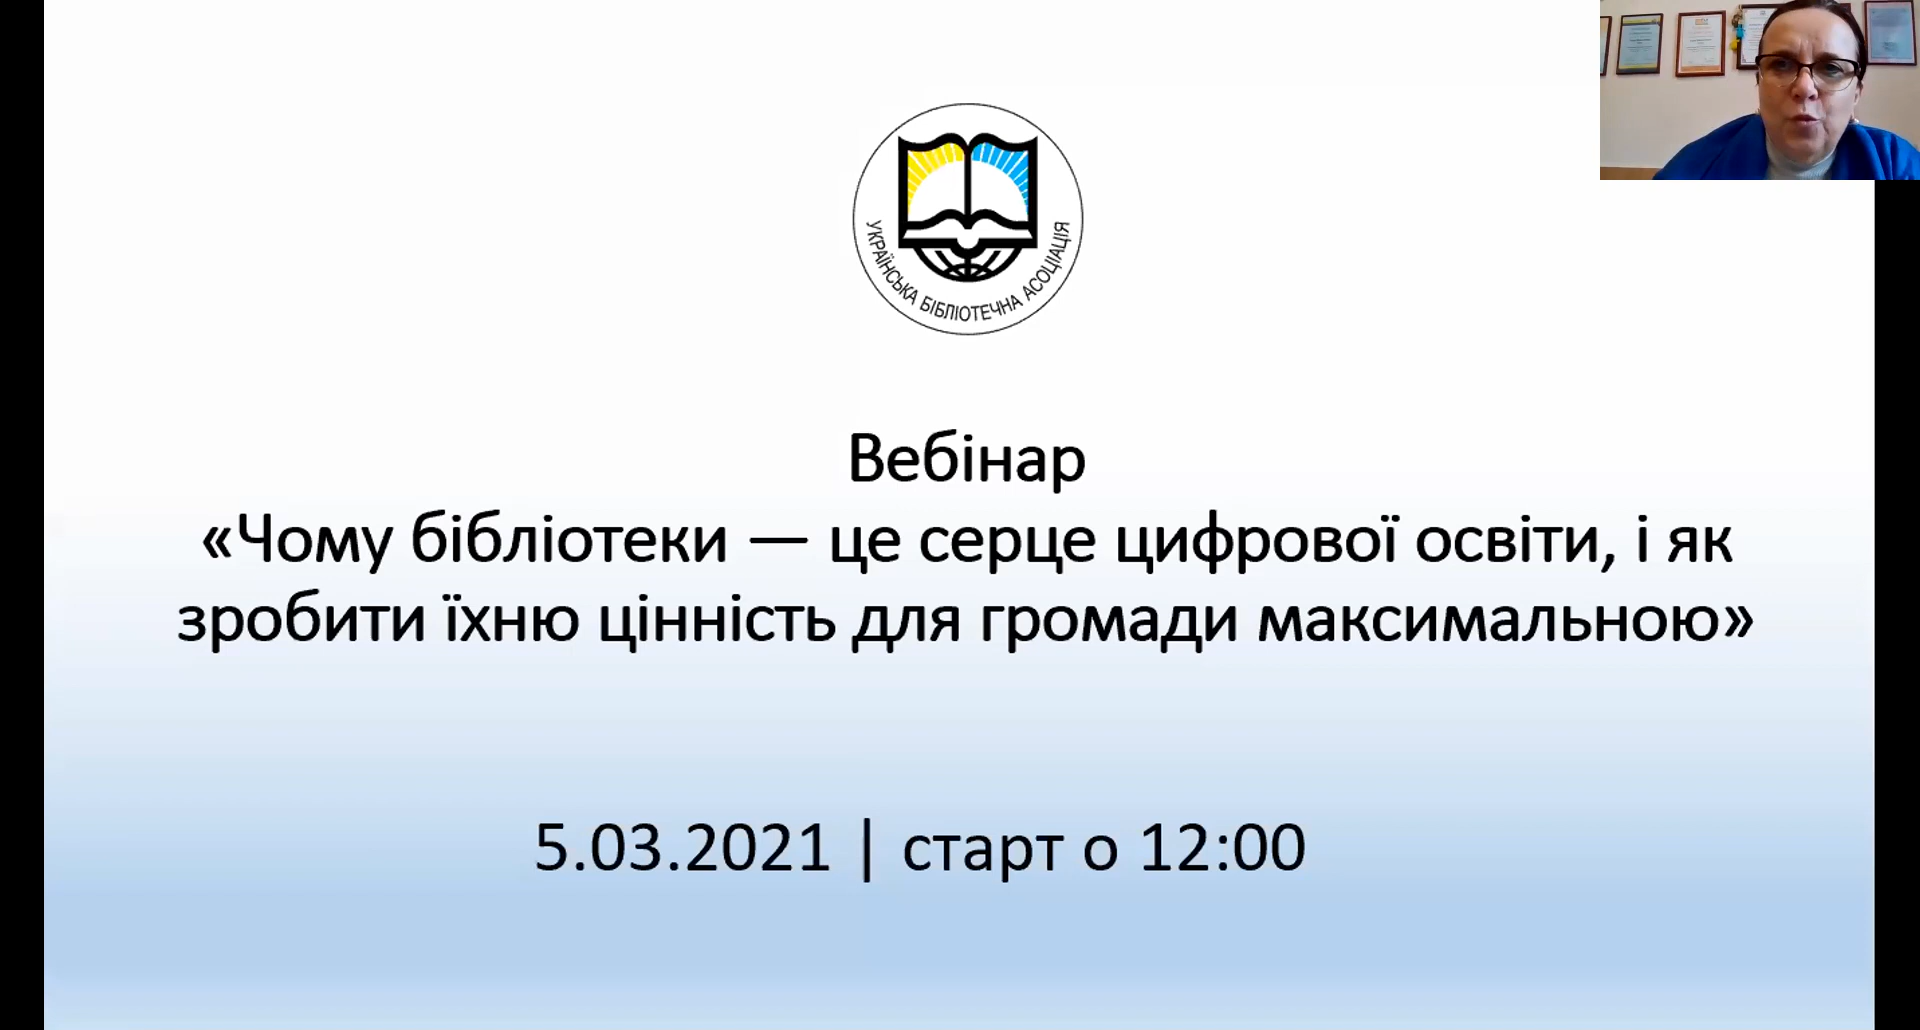 УКРАЇНСЬКА БІБЛІОТЕЧНА АСОЦІАЦІЯ
Вебінар
«Чому бібліотеки — це серце цифрової освіти, і як
зробити їхню цінність для громади максимальною»
5.03.2021 | старт о 12:00